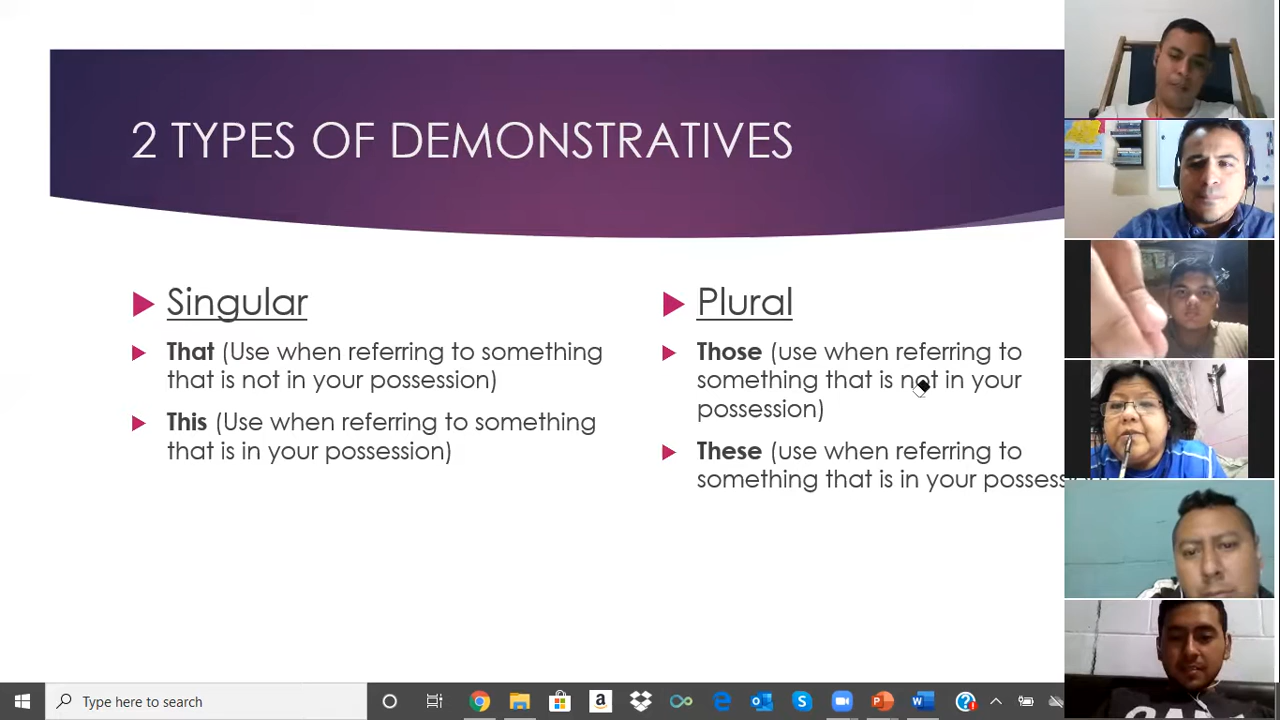 2 TYPES OF DEMONSTRATIVES
Singular
That (Use when referring to something
that is not in your possession)
This (Use when referring to something
that is in your possession)
Plural
Those (use when referring to
something that is not in your
possession)
These (use when referring to
something that is in your
Type here to search